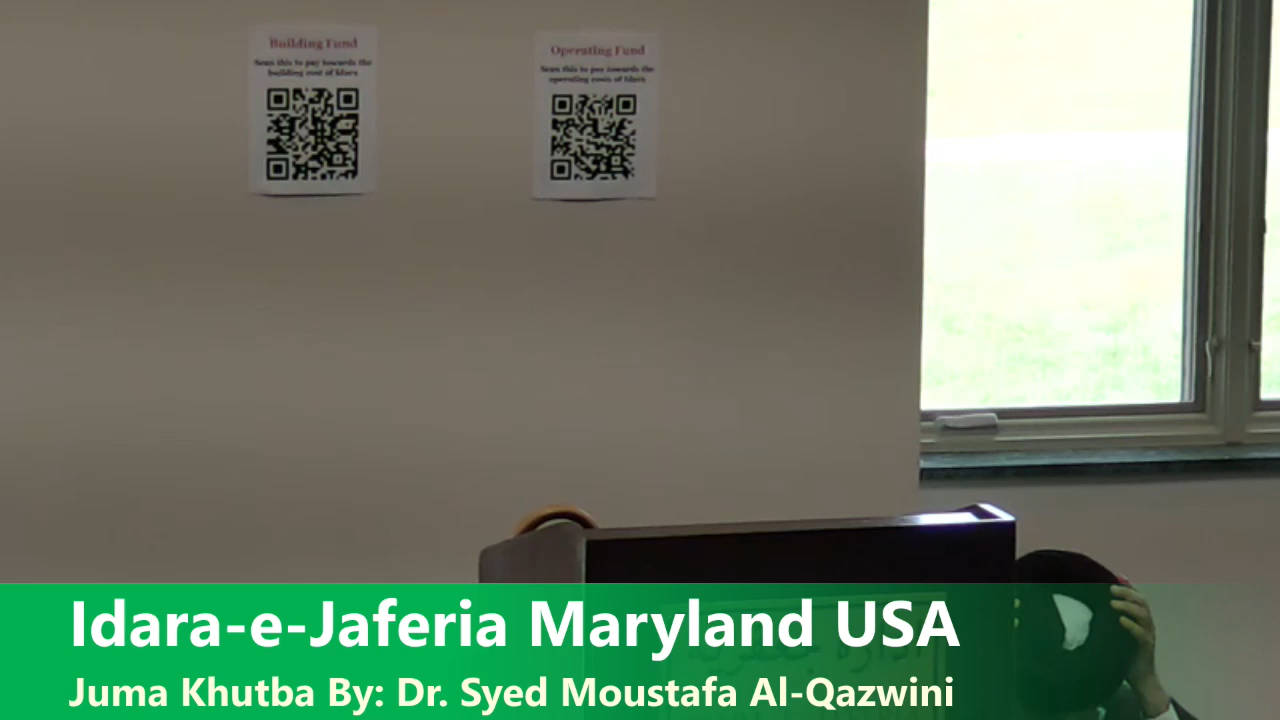 Building Fund
Scan this to pay towards the
building cost of Idara
Operating Fund
Scan this to pay towards the
operating costs of Idara
Idara-e-Jaferia Maryland USA
Juma Khutba By: Dr. Syed Moustafa Al-Qazwini